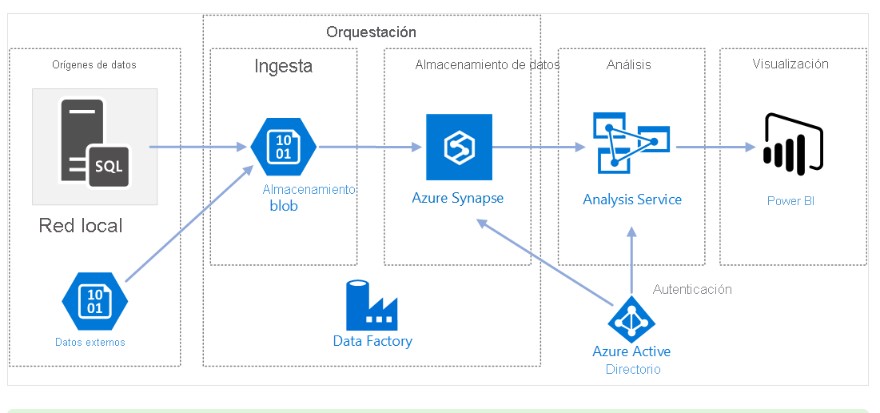 Orquestación
Orígenes de datos
Ingesta
Almacenamiento de datos
Análisis
Visualización
SQL
10
01
Almacenamiento
blob
Azure Synapse
Analysis Service
Power BI
Red local
10
01
Datos externos
Data Factory
Autenticación
Azure Active
Directorio